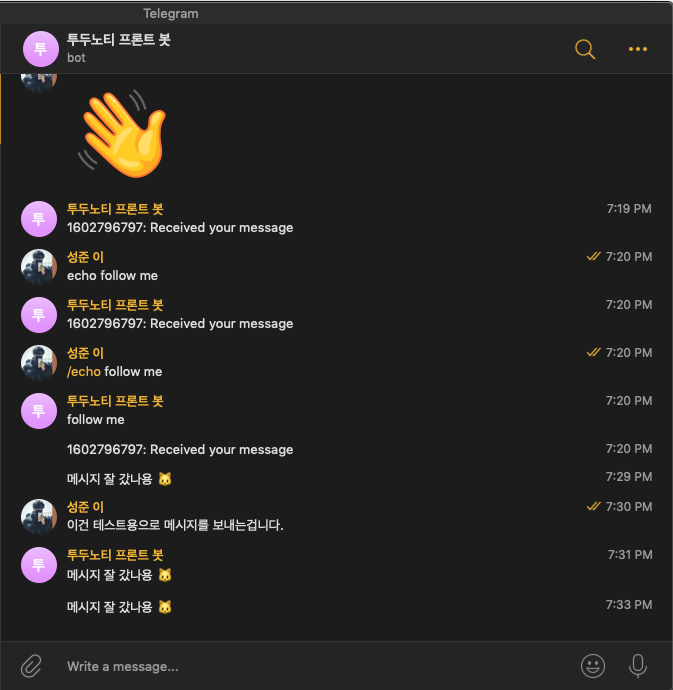 Telegram
투
투두노티 프론트 봇
bot
투
투두노티 프론트 봇
7:19 PM
1602796797: Received your message
성준 이
7:20 PM
echo follow me
투
투두노티 프론트 봇
7:20 PM
1602796797: Received your message
성준 이
7:20 PM
/echo follow me
투
투두노티 프론트 봇
7:20 PM
follow me
1602796797: Received your message
7:20 PM
메시지 잘 갔나용 🐱
7:29 PM
성준 이
7:30 PM
이건 테스트용으로 메시지를 보내는겁니다.
투
투두노티 프론트 봇
7:31 PM
메시지 잘 갔나용 🐱
메시지 잘 갔나용 🐱
7:33 PM
Write a message...